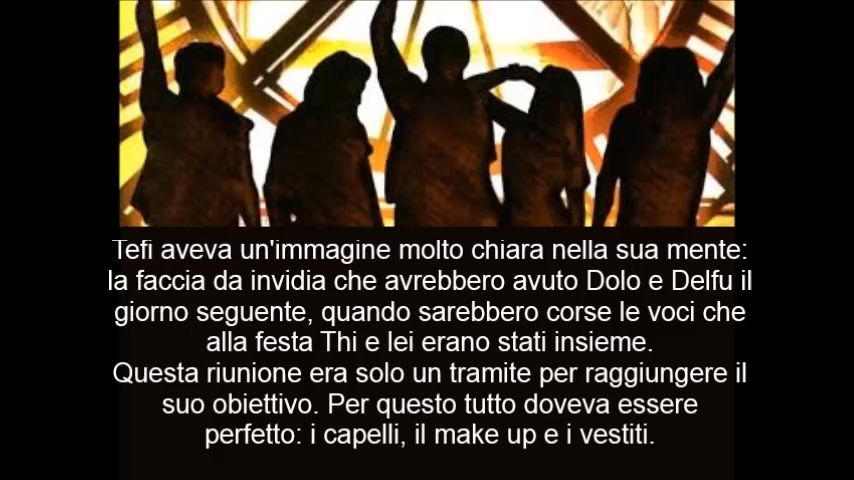 Tefi aveva un'immagine molto chiara nella sua mente:
la faccia da invidia che avrebbero avuto Dolo e Delfu il
giorno seguente, quando sarebbero corse le voci che
alla festa Thi e lei erano stati insieme.
Questa riunione era solo un tramite per raggiungere il
suo obiettivo. Per questo tutto doveva essere
perfetto: i capelli, il make up e i vestiti.